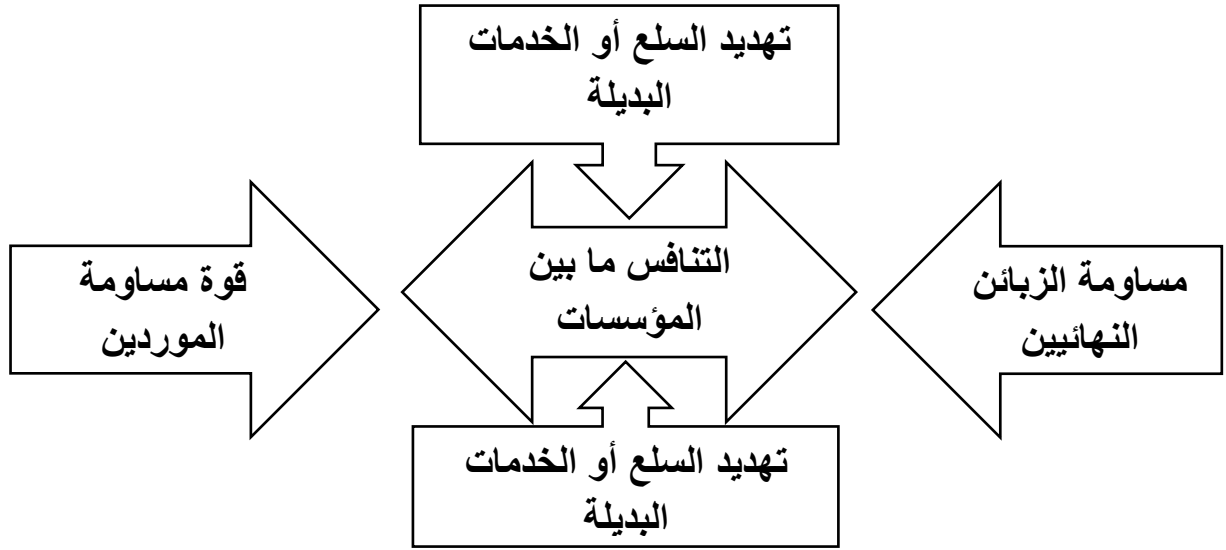 تهديد السلع أو الخدمات
البديلة
مساومة الزبائن
النهائيين
التنافس ما بين
المؤسسات
قوة مساومة
الموردين
تهديد السلع أو الخدمات
البديلة